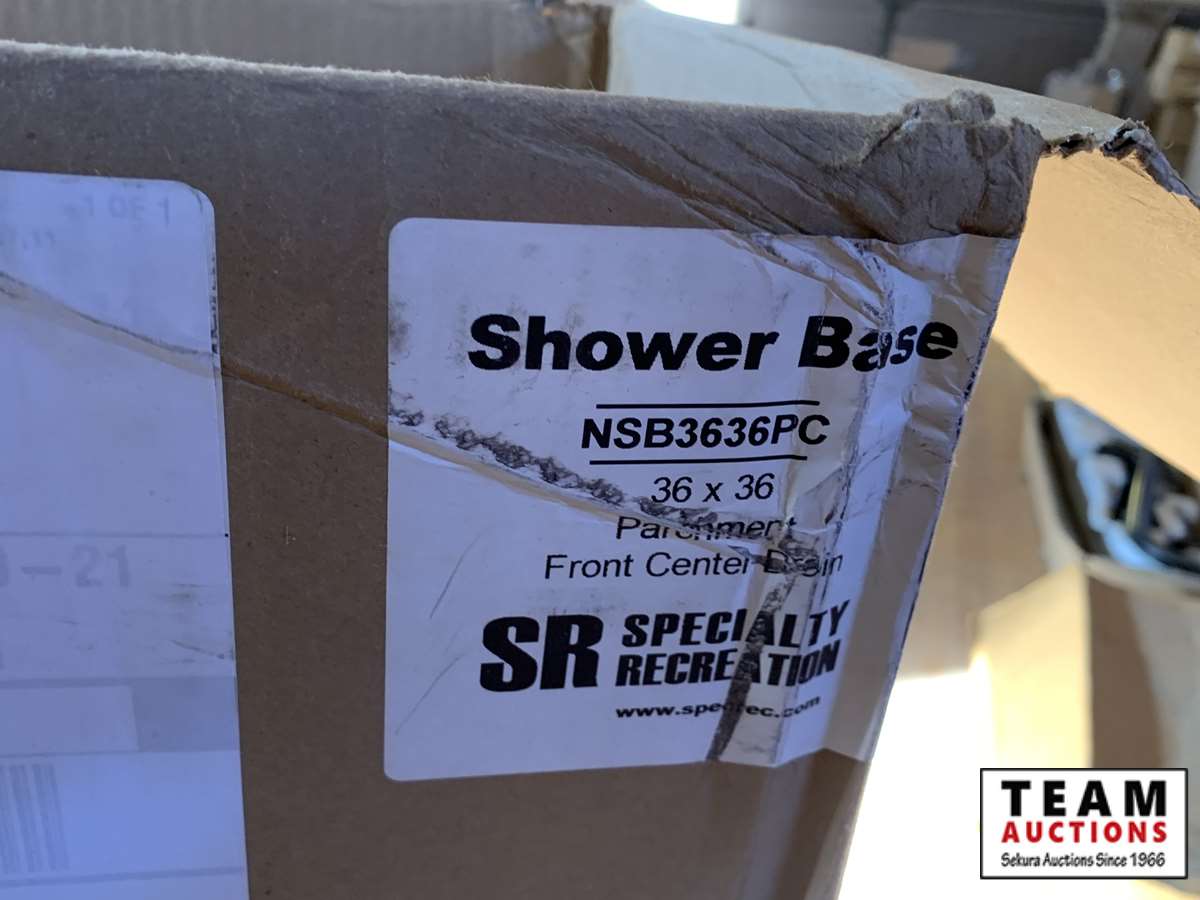 1 OF 1
-21
Shower Base
NSB3636PC
36 x 36
Parchment
Front Center Drain
SR SPECIALTY
RECREATION
www.specrec.com
TEAM
AUCTIONS
Sekura Auctions Since 1966